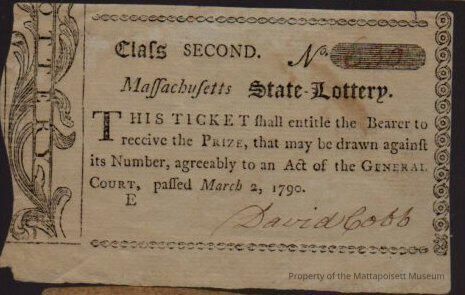 LOTTERY
Claſs SECOND. No.
Maſſachuſetts State-Lottery.
THIS TICKET ſhall entitle the Bearer to
receive the PRIZE, that may be drawn againſt
its Number, agreeably to an Act of the GENERAL
COURT, paſſed March 2, 1790.
E
David Cobb
Property of the Mattapoisett Museum